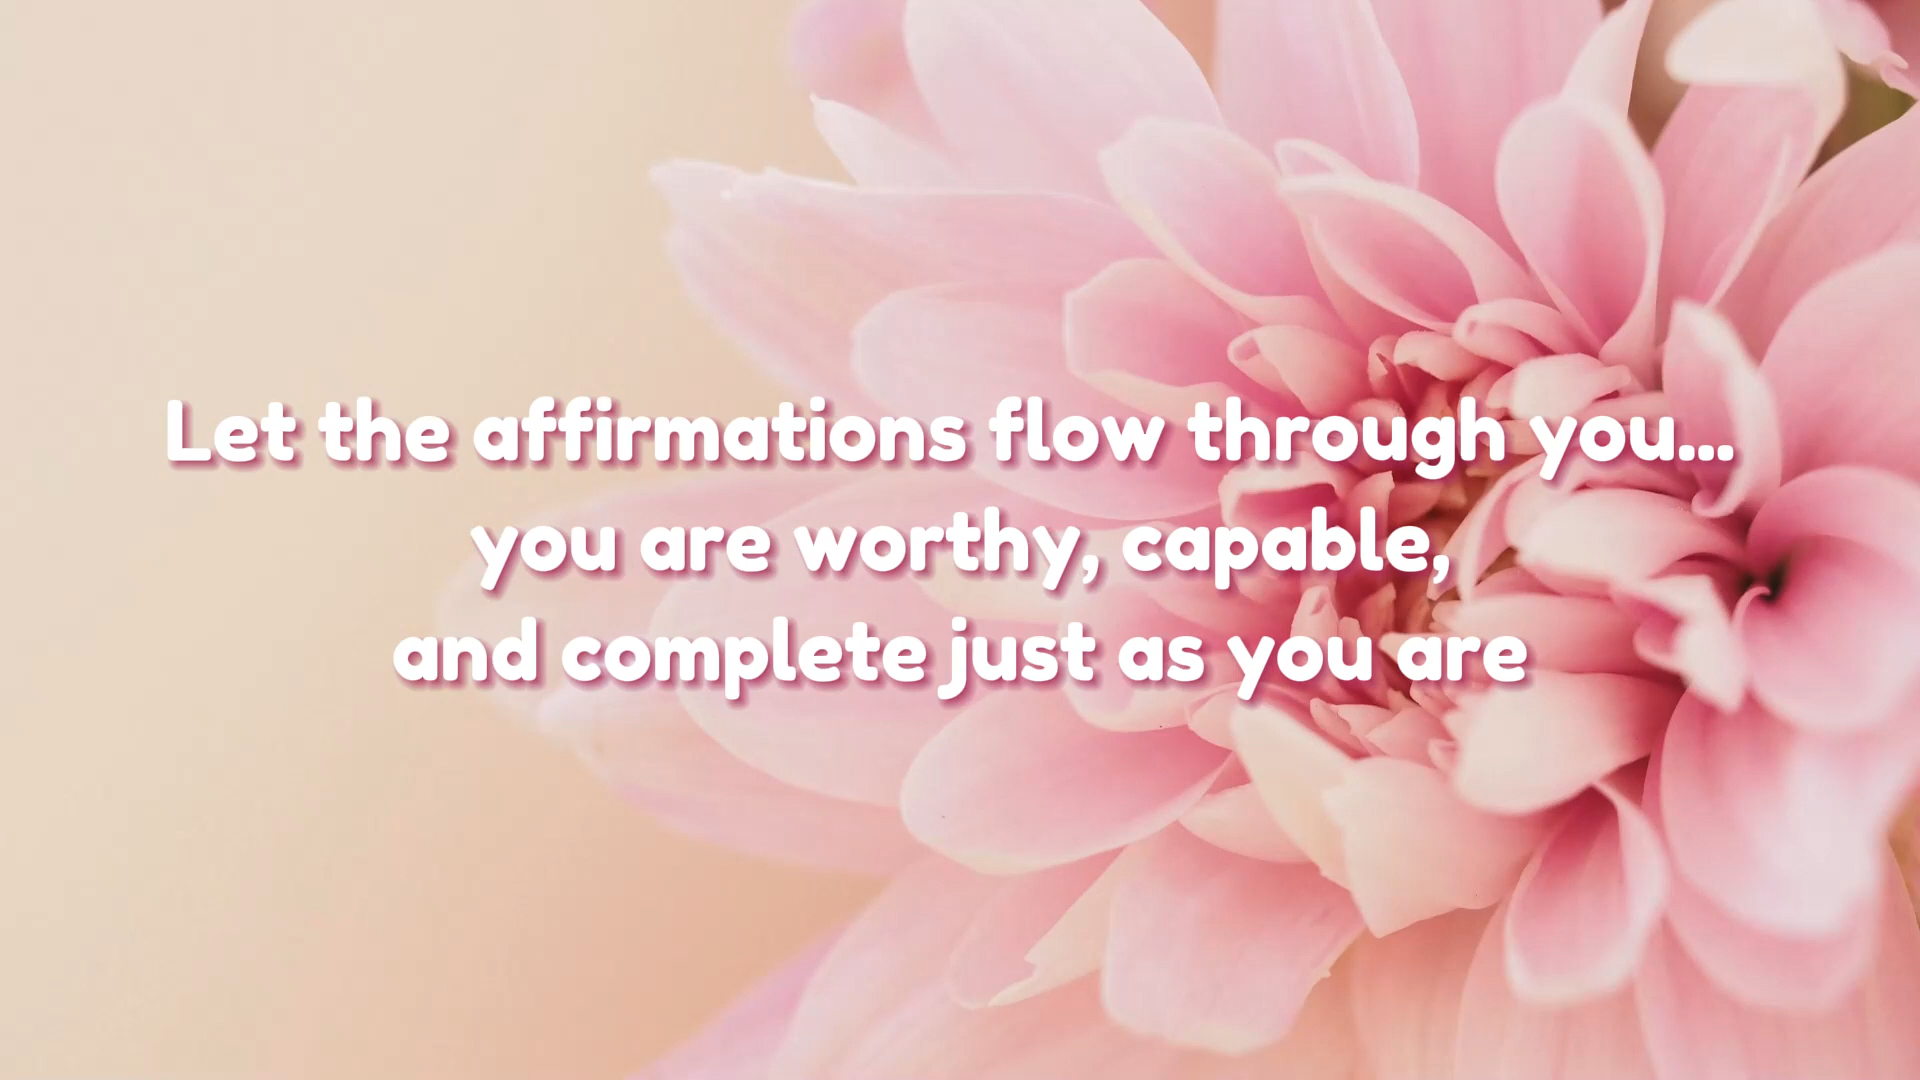 Let the affirmations flow through you...
you are worthy, capable,
and complete just as you are